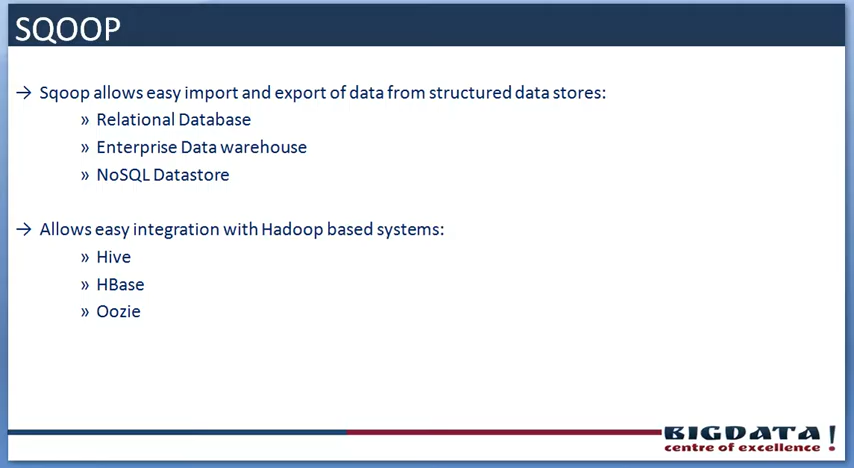 SQOOP
→ Sqoop allows easy import and export of data from structured data stores:
» Relational Database
» Enterprise Data warehouse
» NoSQL Datastore
→ Allows easy integration with Hadoop based systems:
» Hive
» HBase
» Oozie
BIGDATA!
centre of excellence